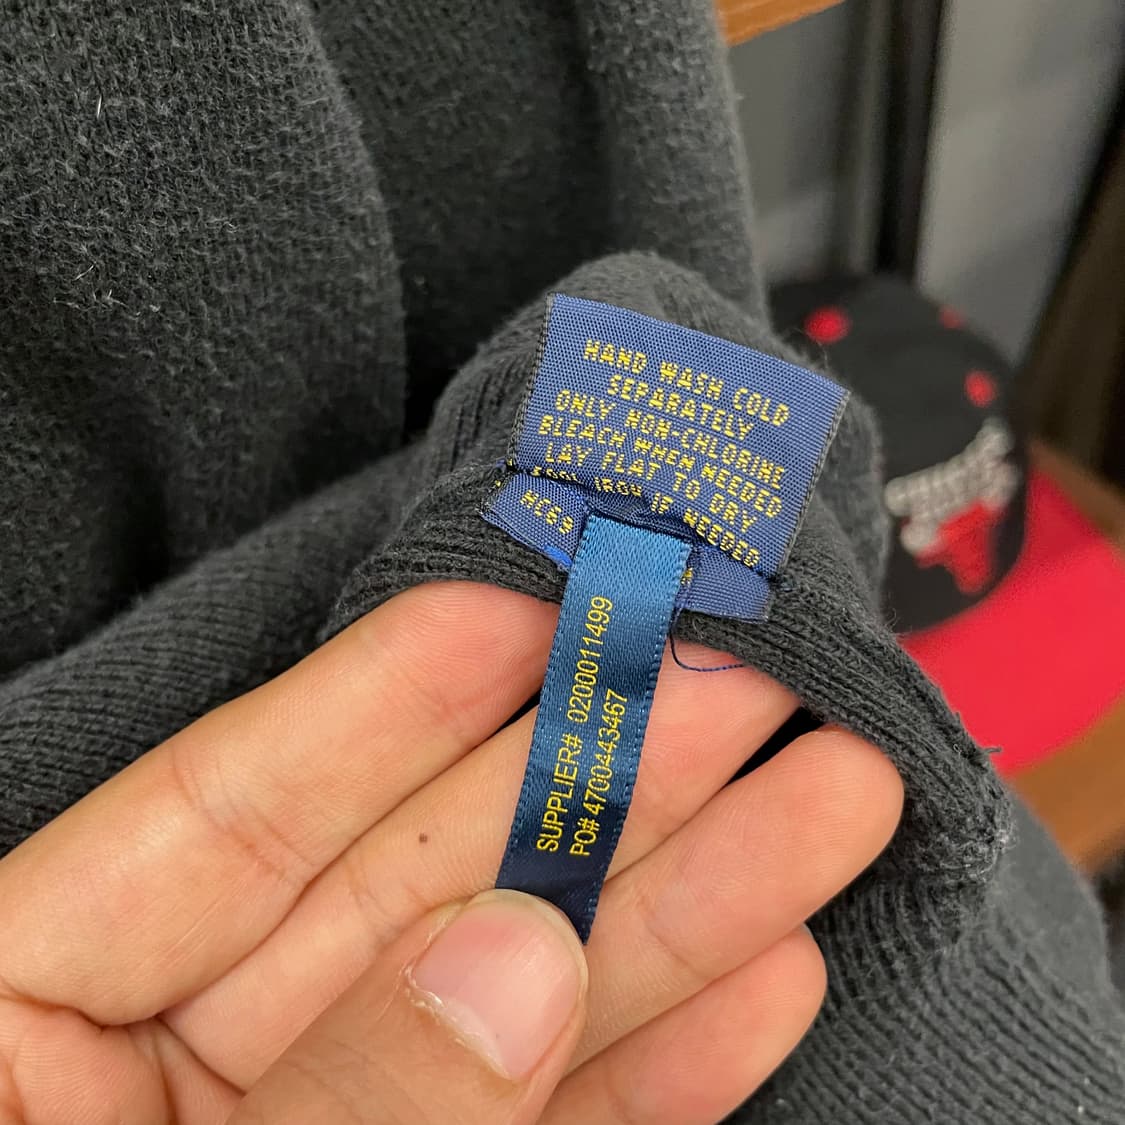 HAND WASH COLD
SEPARATELY
ONLY NON-CHLORINE
BLEACH WHEN NEEDED
LAY FLAT TO DRY
COOL IRON IF NEEDED
SUPPLIER# 0200011499
PO# 4700443467